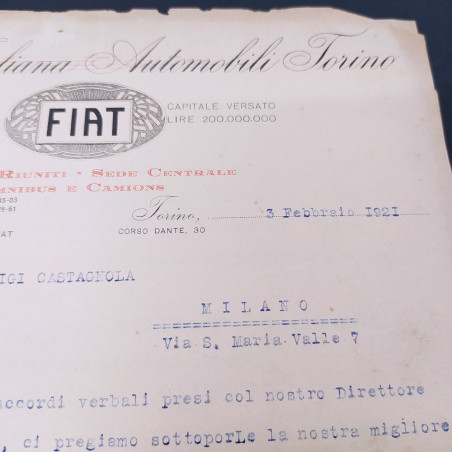 liana Automobili Torino
FIAT
CAPITALE VERSATO
LIRE 200.000.000
RIUNITI - SEDE CENTRALE
MNIBUS E CAMIONS
Torino, 3 Febbraio 1921
CORSO DANTE, 30
IGI CASTAGNOLA
MILANO
Via S. Maria Valle 7
accordi verbali presi col nostro Direttore
, ci pregiamo sottoporLe la nostra migliore